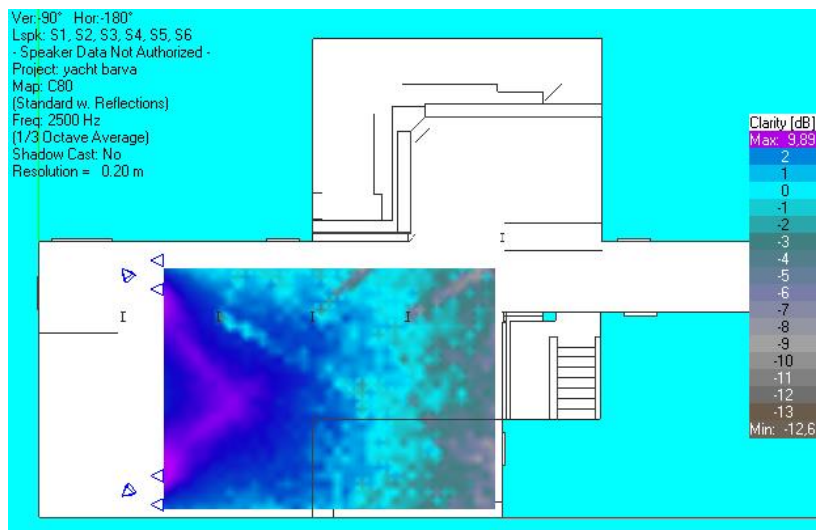 Ver:-90° Hor:-180°
Lspk: S1, S2, S3, S4, S5, S6
- Speaker Data Not Authorized -
Project: yacht barva
Map: C80
(Standard w. Reflections)
Freq: 2500 Hz
(1/3 Octave Average)
Shadow Cast: No
Resolution = 0.20 m
Clarity [dB]
Max: 9,89
2
1
0
-1
-2
-3
-4
-5
-6
-7
-8
-9
-10
-11
-12
-13
Min: -12,6